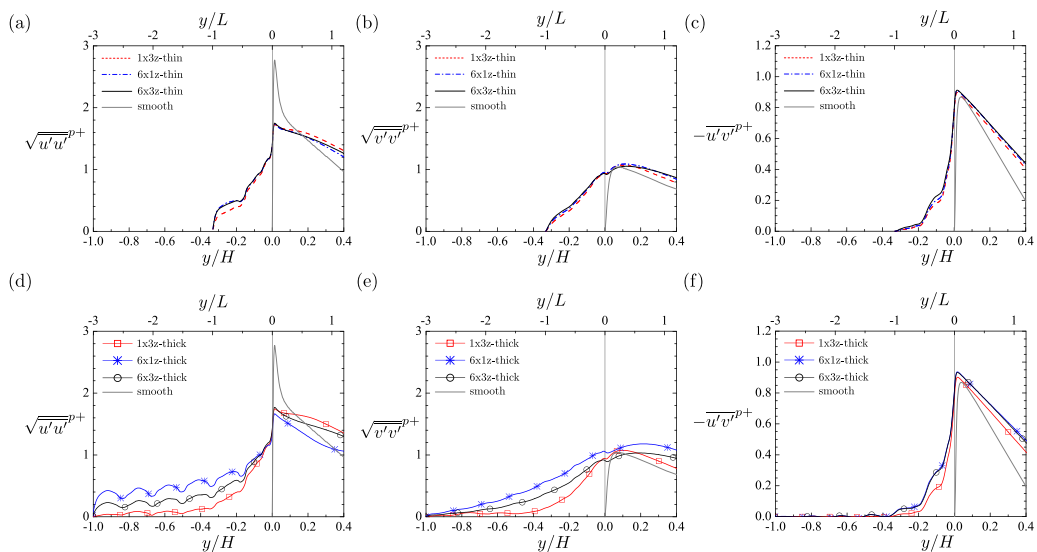 (a)
y/L
-3 -2 -1 0 1
3
2
1
0
√u′u′ p+
1x3z-thin
6x1z-thin
6x3z-thin
smooth
-1.0 -0.8 -0.6 -0.4 -0.2 0.0 0.2 0.4
y/H
(b)
y/L
-3 -2 -1 0 1
3
2
1
0
√v′v′ p+
1x3z-thin
6x1z-thin
6x3z-thin
smooth
-1.0 -0.8 -0.6 -0.4 -0.2 0.0 0.2 0.4
y/H
(c)
y/L
-3 -2 -1 0 1
1.2
1.0
0.8
0.6
0.4
0.2
0.0
−u′v′ p+
1x3z-thin
6x1z-thin
6x3z-thin
smooth
-1.0 -0.8 -0.6 -0.4 -0.2 0.0 0.2 0.4
y/H
(d)
y/L
-3 -2 -1 0 1
3
2
1
0
√u′u′ p+
1x3z-thick
6x1z-thick
6x3z-thick
smooth
-1.0 -0.8 -0.6 -0.4 -0.2 0.0 0.2 0.4
y/H
(e)
y/L
-3 -2 -1 0 1
3
2
1
0
√v′v′ p+
1x3z-thick
6x1z-thick
6x3z-thick
smooth
-1.0 -0.8 -0.6 -0.4 -0.2 0.0 0.2 0.4
y/H
(f)
y/L
-3 -2 -1 0 1
1.2
1.0
0.8
0.6
0.4
0.2
0.0
−u′v′ p+
1x3z-thick
6x1z-thick
6x3z-thick
smooth
-1.0 -0.8 -0.6 -0.4 -0.2 0.0 0.2 0.4
y/H